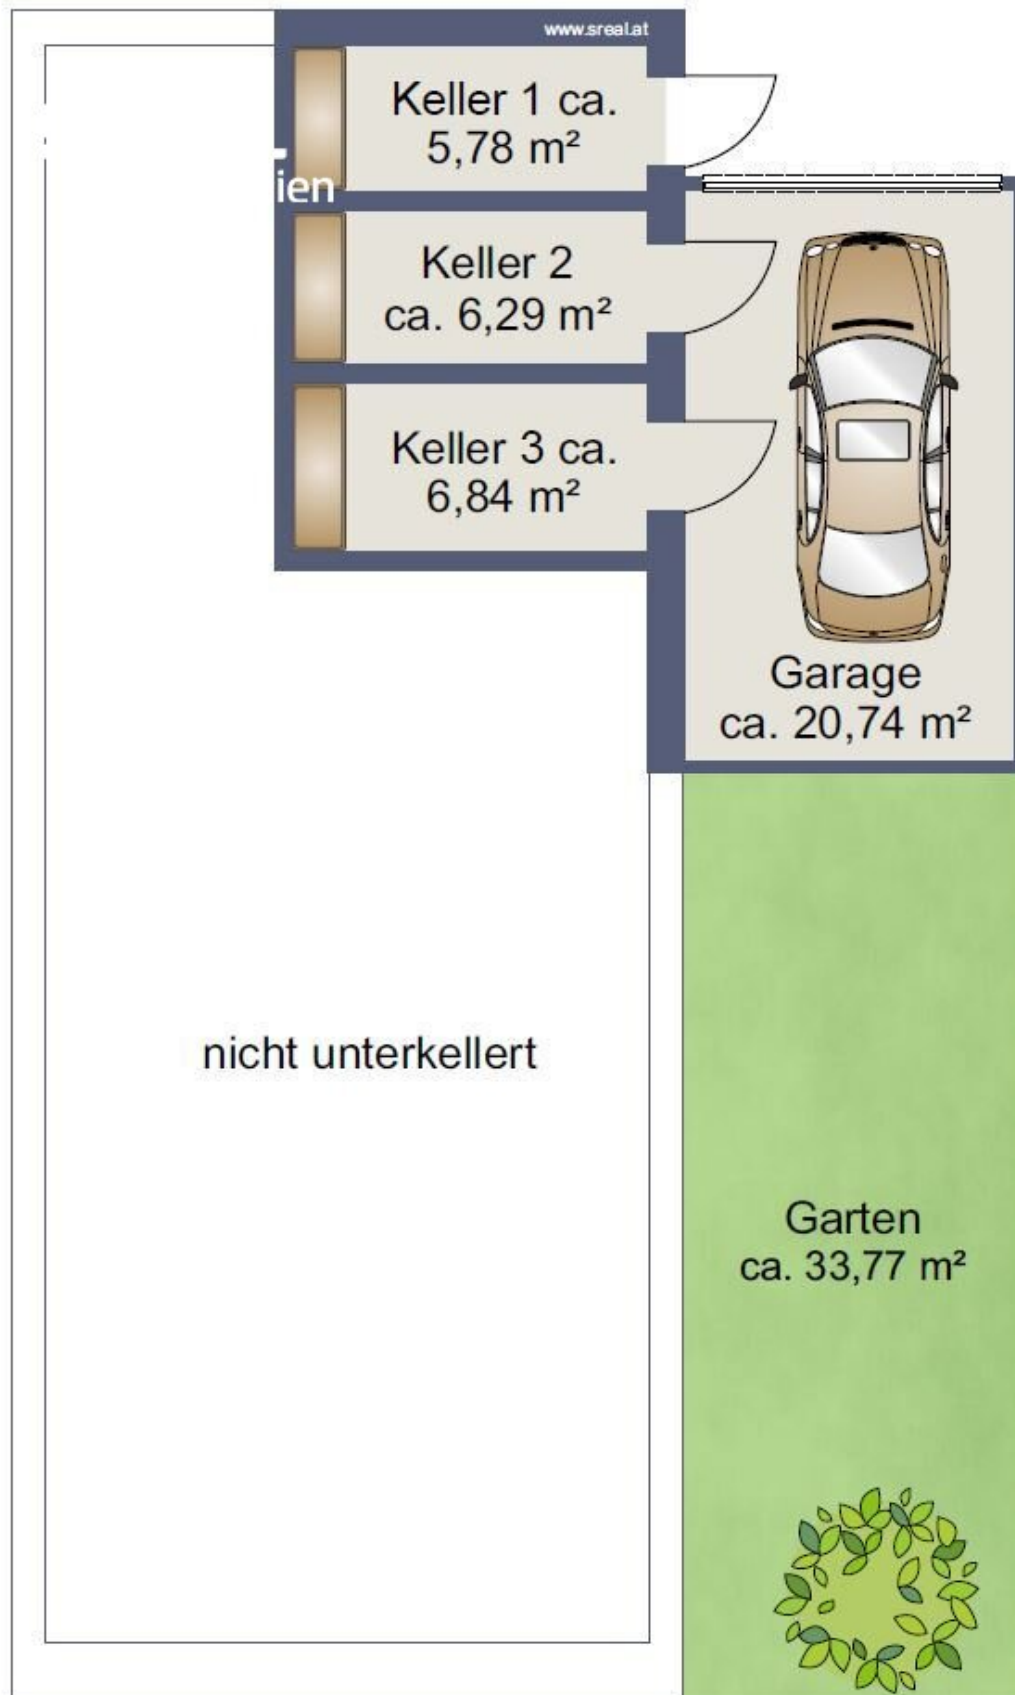 www.sreal.at
Keller 1 ca.
5,78 m²
ien
Keller 2
ca. 6,29 m²
Keller 3 ca.
6,84 m²
Garage
ca. 20,74 m²
nicht unterkellert
Garten
ca. 33,77 m²